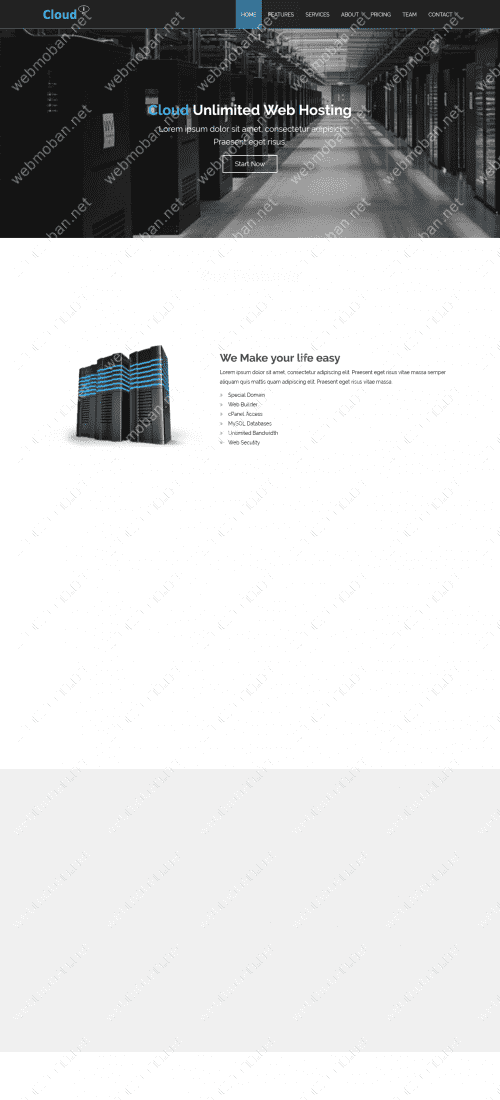 Cloud
HOME FEATURES SERVICES ABOUT PRICING TEAM CONTACT
Cloud Unlimited Web Hosting
Lorem ipsum dolor sit amet, consectetur adipisici
Praesent eget risus.
Start Now
We Make your life easy
Lorem ipsum dolor sit amet, consectetur adipiscing elit. Praesent eget risus vitae massa semper
aliquam quis mattis quam adipiscing elit. Praesent eget risus vitae massa.
Special Domain
Web Builder
cPanel Access
MySQL Databases
Unlimited Bandwidth
Web Secutity
webmoban.net